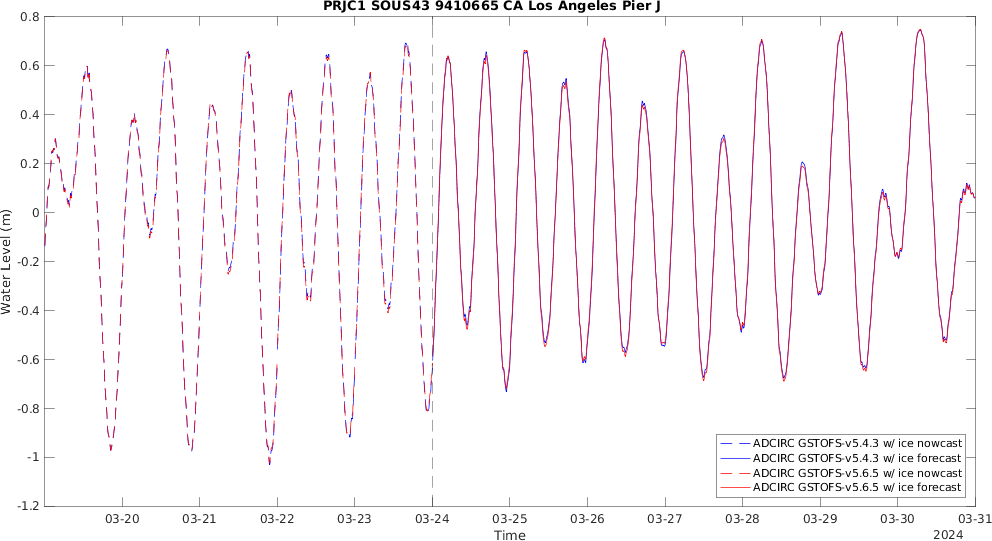 PRJC1 SOUS43 9410665 CA Los Angeles Pier J
Water Level (m)
0.8
0.6
0.4
0.2
0
-0.2
-0.4
-0.6
-0.8
-1
-1.2
ADCIRC GSTOFS-v5.4.3 w/ ice nowcast
ADCIRC GSTOFS-v5.4.3 w/ ice forecast
ADCIRC GSTOFS-v5.6.5 w/ ice nowcast
ADCIRC GSTOFS-v5.6.5 w/ ice forecast
03-20 03-21 03-22 03-23 03-24 03-25 03-26 03-27 03-28 03-29 03-30 03-31
Time
2024